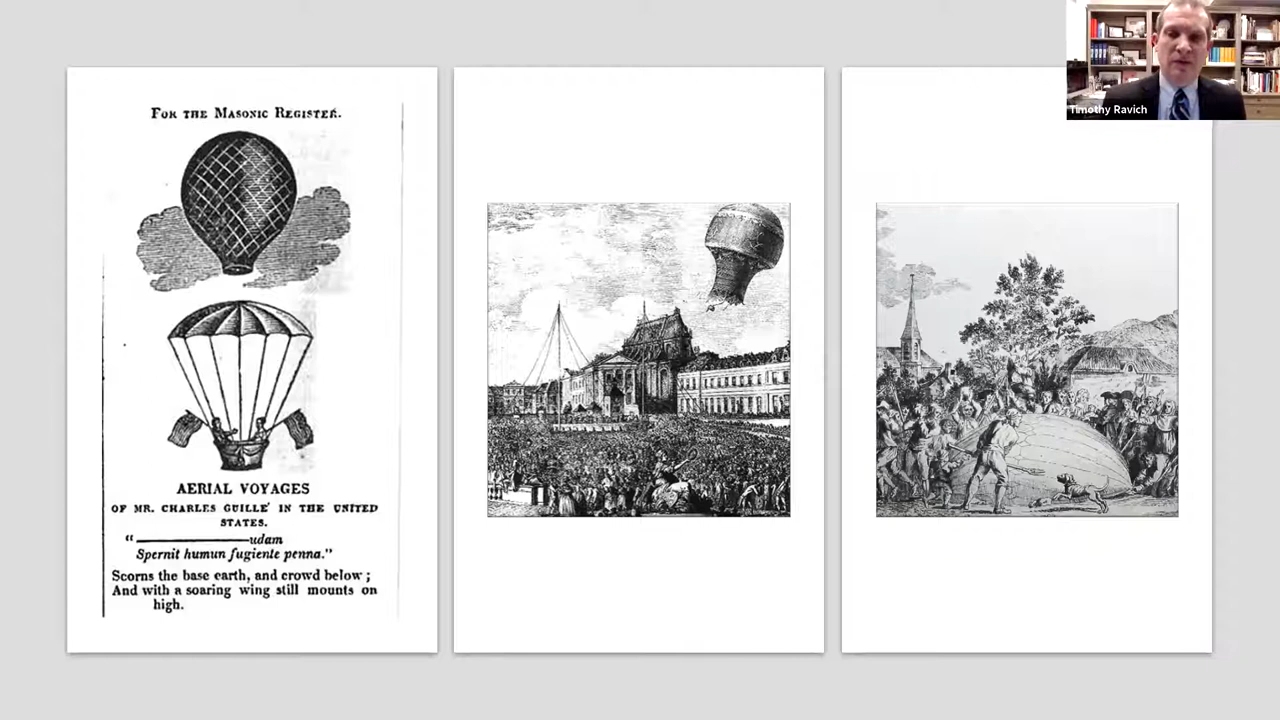 FOR THE MASONIC REGISTER.
AERIAL VOYAGES
OF MR. CHARLES GUILLE' IN THE UNITED
STATES.
"————————udam
Spernit humun fugiente penna."
Scorns the base earth, and crowd below ;
And with a soaring wing still mounts on
high.
Timothy Ravich